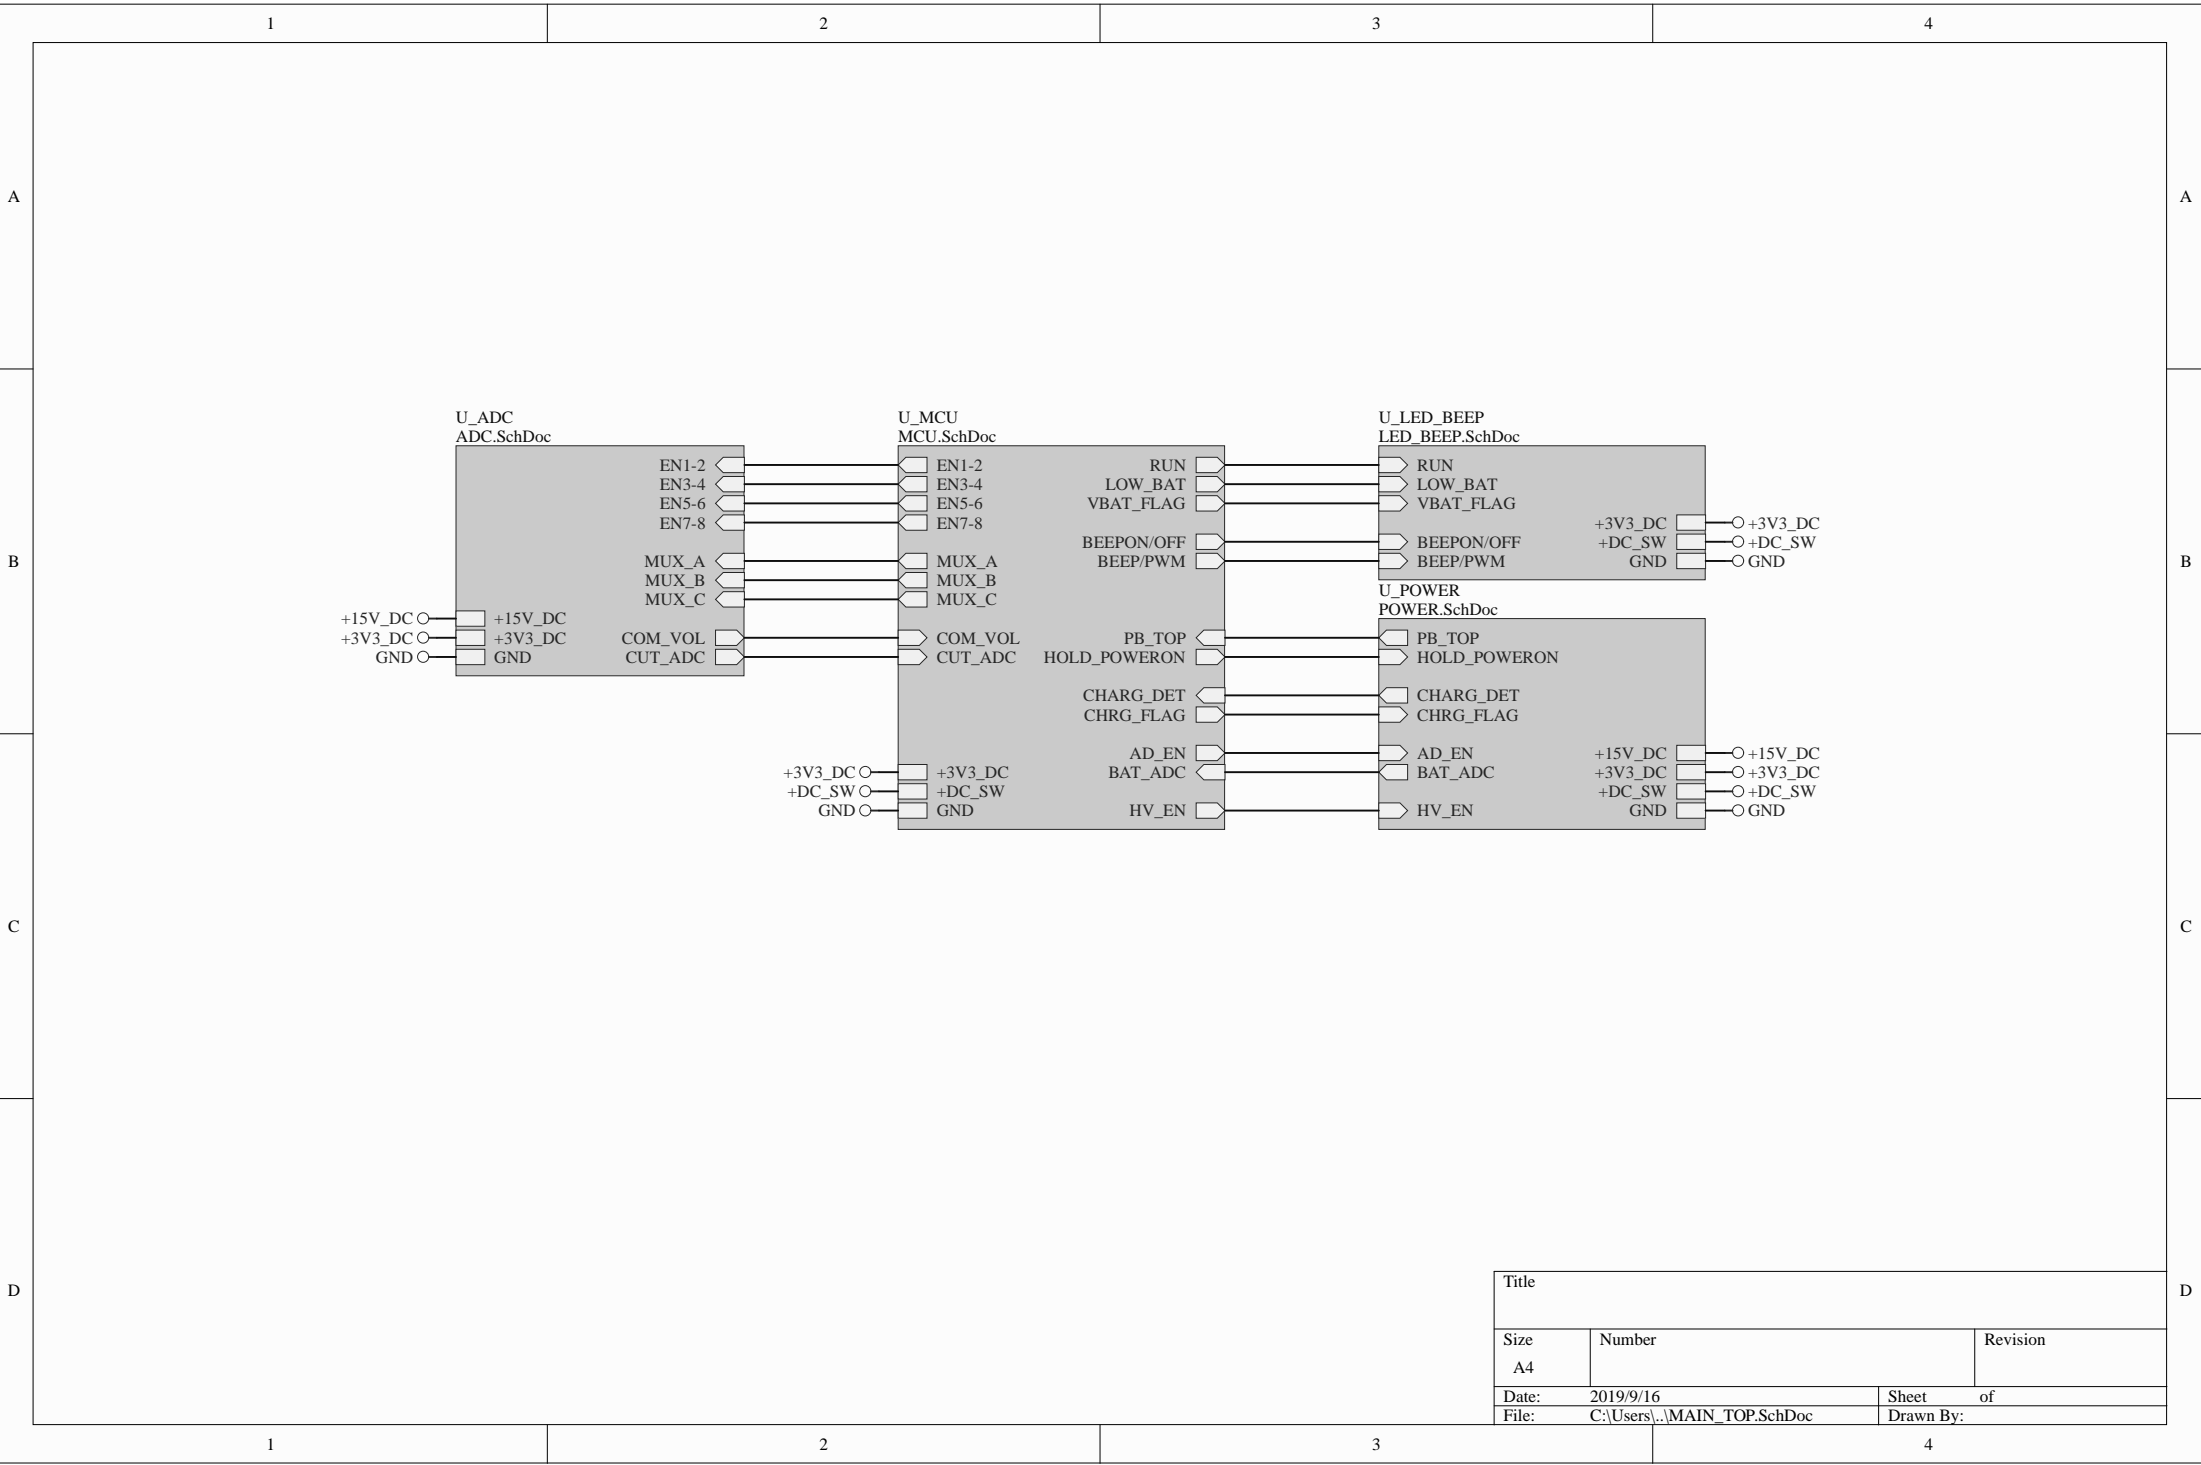 1 2 3 4
A A
B B
C C
D D
U_ADC
ADC.SchDoc
EN1-2
EN3-4
EN5-6
EN7-8
MUX_A
MUX_B
MUX_C
+15V_DC +15V_DC
+3V3_DC +3V3_DC COM_VOL
GND GND CUT_ADC
U_MCU
MCU.SchDoc
EN1-2 RUN
EN3-4 LOW_BAT
EN5-6 VBAT_FLAG
EN7-8
BEEPON/OFF
MUX_A BEEP/PWM
MUX_B
MUX_C
COM_VOL PB_TOP
CUT_ADC HOLD_POWERON
CHARG_DET
CHRG_FLAG
AD_EN
+3V3_DC +3V3_DC BAT_ADC
+DC_SW +DC_SW
GND GND HV_EN
U_LED_BEEP
LED_BEEP.SchDoc
RUN
LOW_BAT
VBAT_FLAG
+3V3_DC +3V3_DC
BEEPON/OFF +DC_SW +DC_SW
BEEP/PWM GND GND
U_POWER
POWER.SchDoc
PB_TOP
HOLD_POWERON
CHARG_DET
CHRG_FLAG
AD_EN +15V_DC +15V_DC
BAT_ADC +3V3_DC +3V3_DC
+DC_SW +DC_SW
HV_EN GND GND
Title
Size Number Revision
A4
Date: 2019/9/16 Sheet of
File: C:\Users\..\MAIN_TOP.SchDoc Drawn By:
1 2 3 4